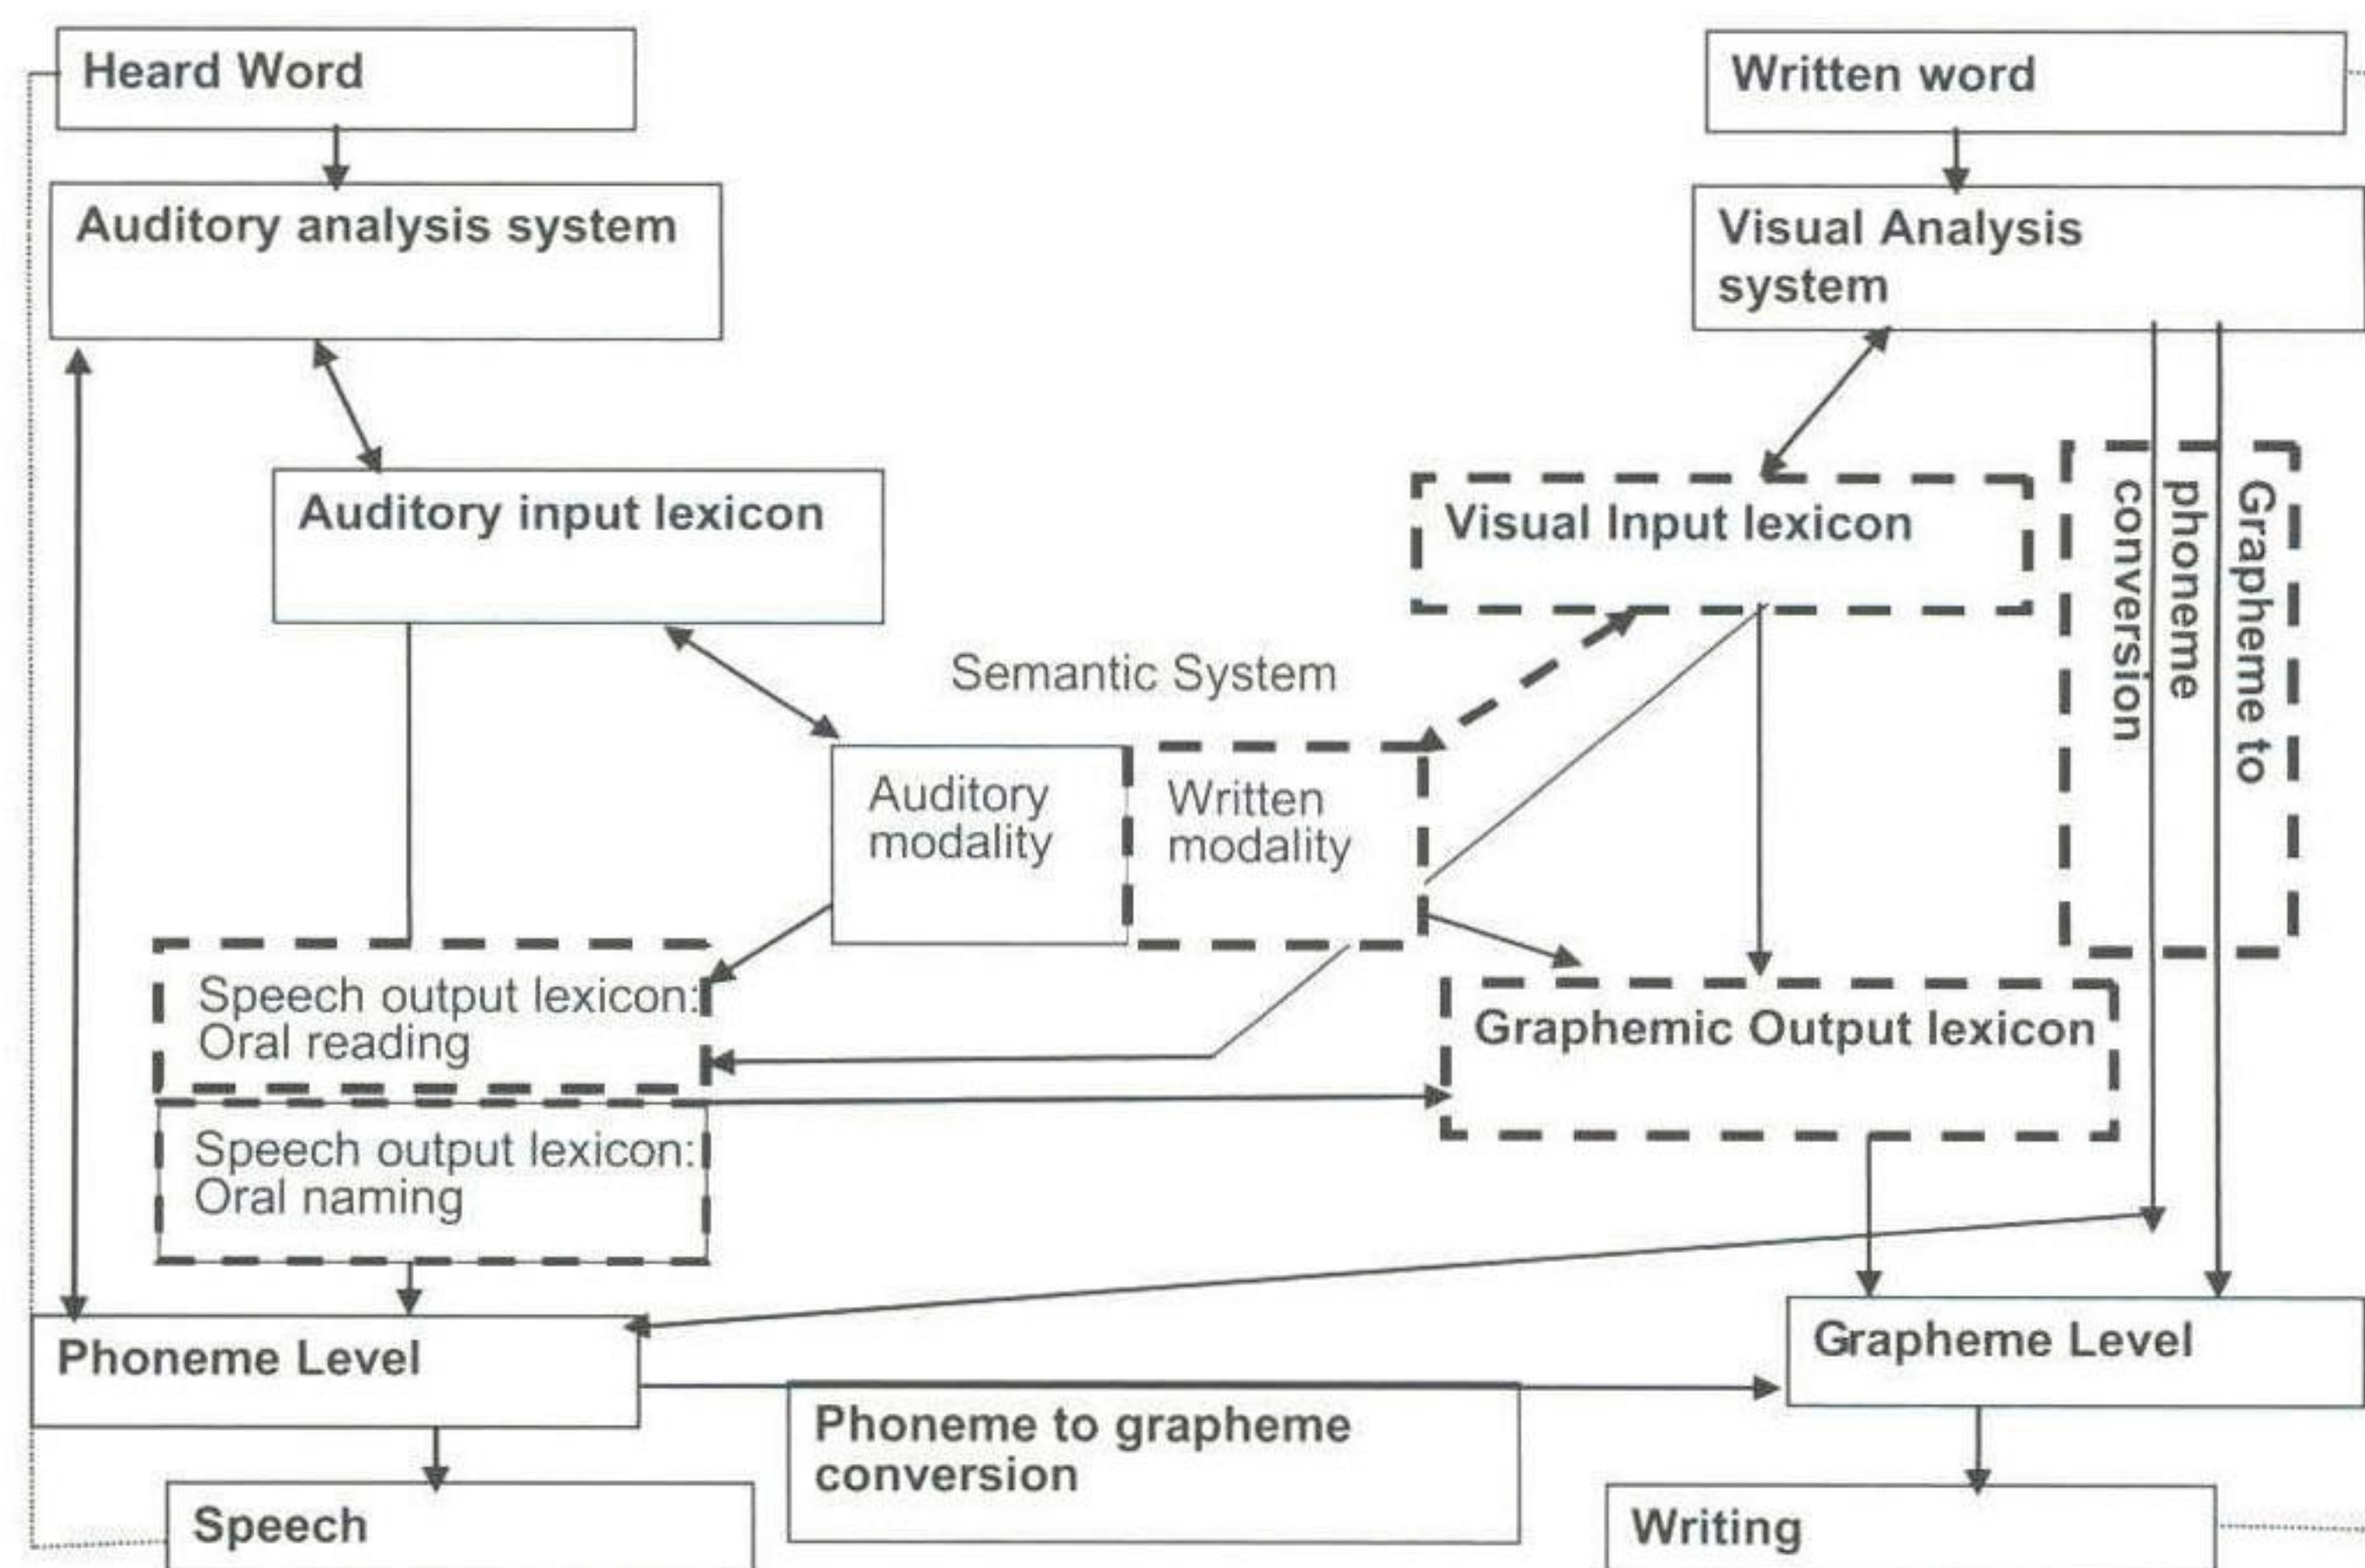 Heard Word
Written word
Auditory analysis system
Visual Analysis
system
Auditory input lexicon
Visual Input lexicon
Grapheme to
phoneme
conversion
Semantic System
Auditory
modality
Written
modality
Speech output lexicon:
Oral reading
Graphemic Output lexicon
Speech output lexicon:
Oral naming
Phoneme Level
Grapheme Level
Phoneme to grapheme
conversion
Speech
Writing